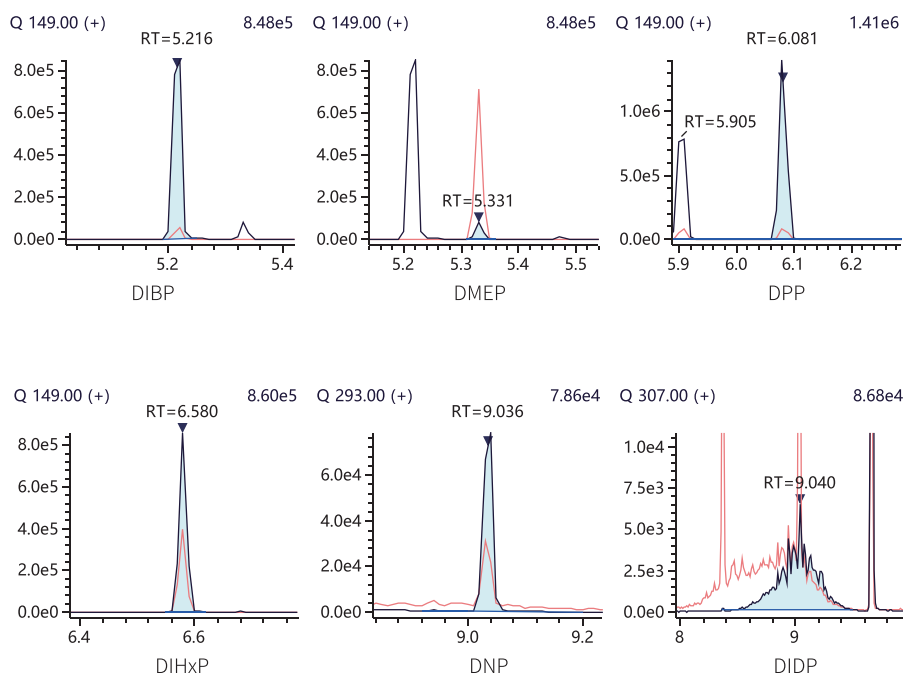 Q 149.00 (+) 8.48e5
RT=5.216
8.0e5
6.0e5
4.0e5
2.0e5
0.0e0
5.2 5.4
DIBP
Q 149.00 (+) 8.48e5
8.0e5
6.0e5
4.0e5
RT=5.331
2.0e5
0.0e0
5.2 5.3 5.4 5.5
DMEP
Q 149.00 (+) 1.41e6
RT=6.081
1.0e6
RT=5.905
5.0e5
0.0e0
5.9 6.0 6.1 6.2
DPP
Q 149.00 (+) 8.60e5
RT=6.580
8.0e5
6.0e5
4.0e5
2.0e5
0.0e0
6.4 6.6
DIHxP
Q 293.00 (+) 7.86e4
RT=9.036
6.0e4
4.0e4
2.0e4
0.0e0
9.0 9.2
DNP
Q 307.00 (+) 8.68e4
1.0e4
RT=9.040
7.5e3
5.0e3
2.5e3
0.0e0
8 9
DIDP